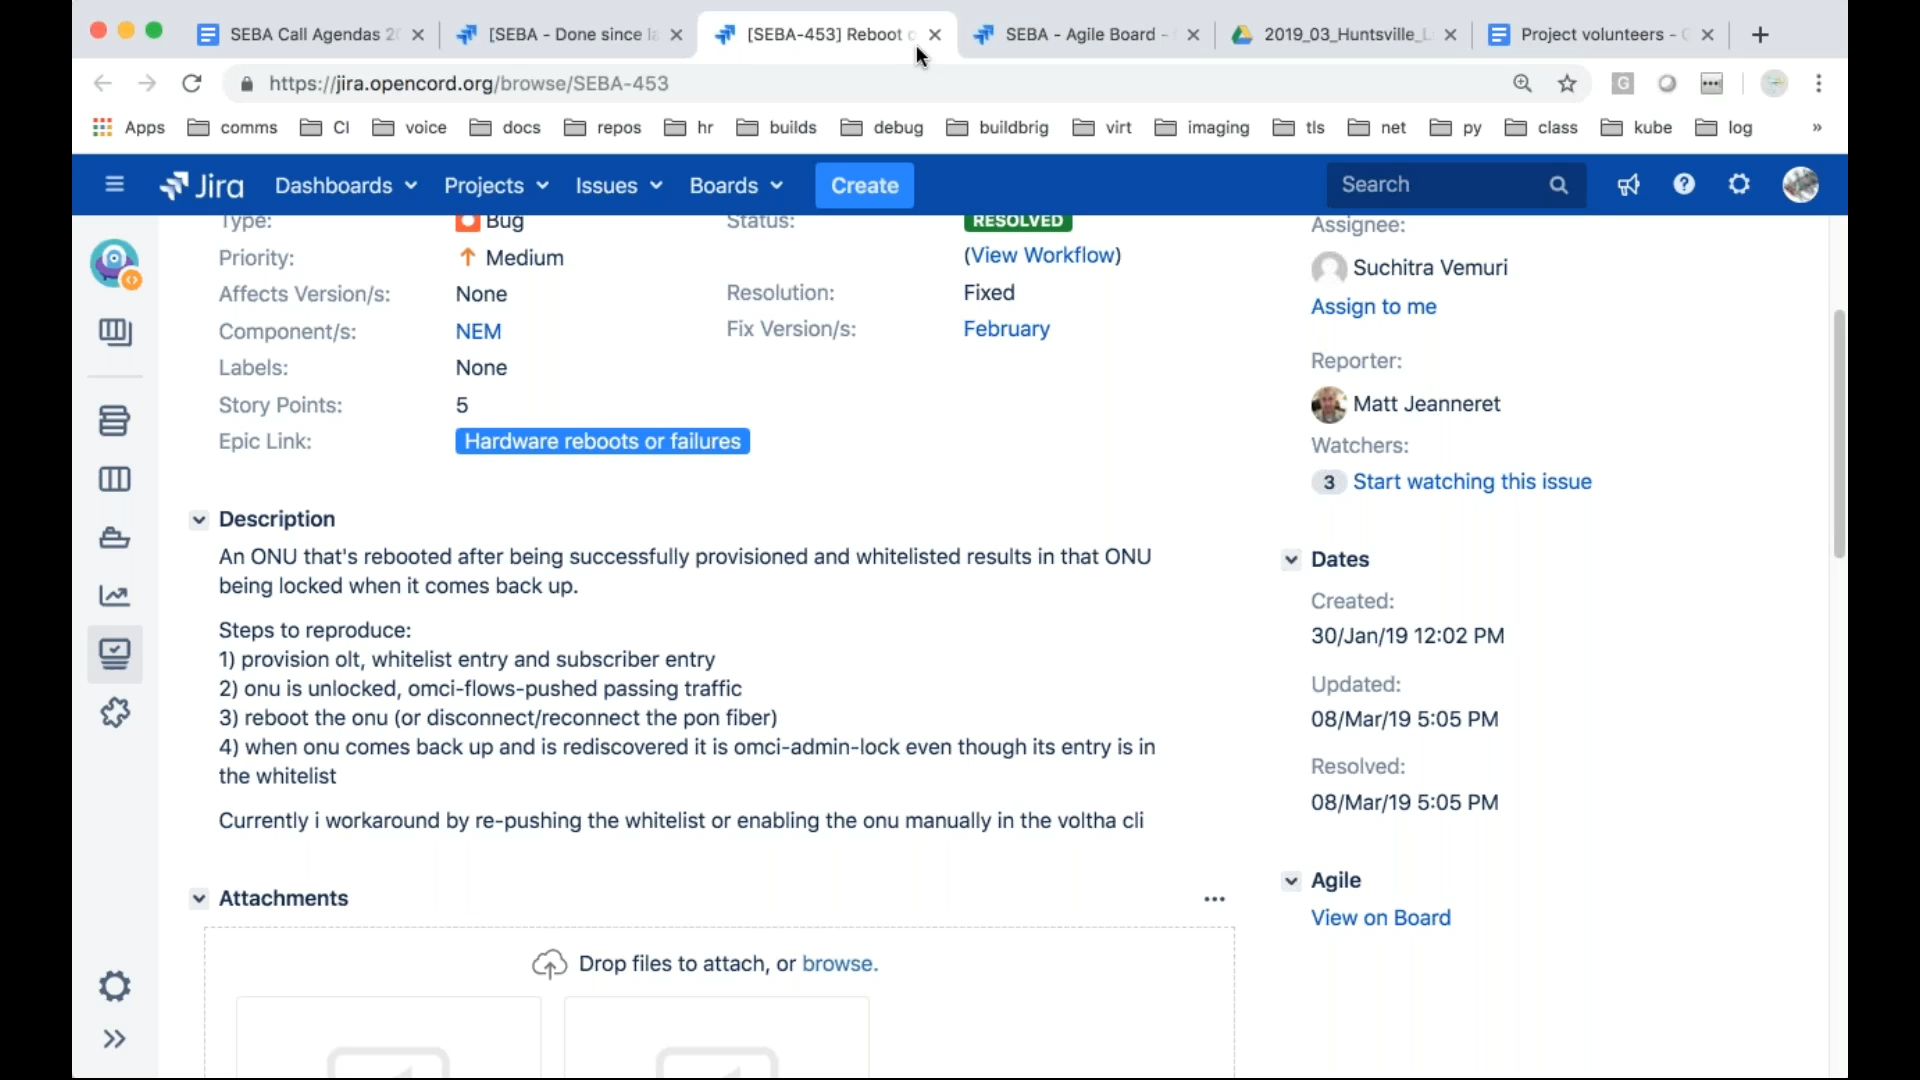 SEBA Call Agendas 2
[SEBA - Done since la
[SEBA-453] Reboot o
SEBA - Agile Board -
2019_03_Huntsville_L
Project volunteers -
https://jira.opencord.org/browse/SEBA-453
Apps
comms
CI
voice
docs
repos
hr
builds
debug
buildbrig
virt
imaging
tls
net
py
class
kube
log
»
Jira
Dashboards
Projects
Issues
Boards
Create
Search
Type:
Bug
Status:
RESOLVED
(View Workflow)
Priority:
Medium
Affects Version/s:
None
Resolution:
Fixed
Component/s:
NEM
Fix Version/s:
February
Labels:
None
Story Points:
5
Epic Link:
Hardware reboots or failures
Description
An ONU that's rebooted after being successfully provisioned and whitelisted results in that ONU
being locked when it comes back up.
Steps to reproduce:
1) provision olt, whitelist entry and subscriber entry
2) onu is unlocked, omci-flows-pushed passing traffic
3) reboot the onu (or disconnect/reconnect the pon fiber)
4) when onu comes back up and is rediscovered it is omci-admin-lock even though its entry is in
the whitelist
Currently i workaround by re-pushing the whitelist or enabling the onu manually in the voltha cli
Attachments
Drop files to attach, or browse.
Assignee:
Suchitra Vemuri
Assign to me
Reporter:
Matt Jeanneret
Watchers:
3 Start watching this issue
Dates
Created:
30/Jan/19 12:02 PM
Updated:
08/Mar/19 5:05 PM
Resolved:
08/Mar/19 5:05 PM
Agile
View on Board